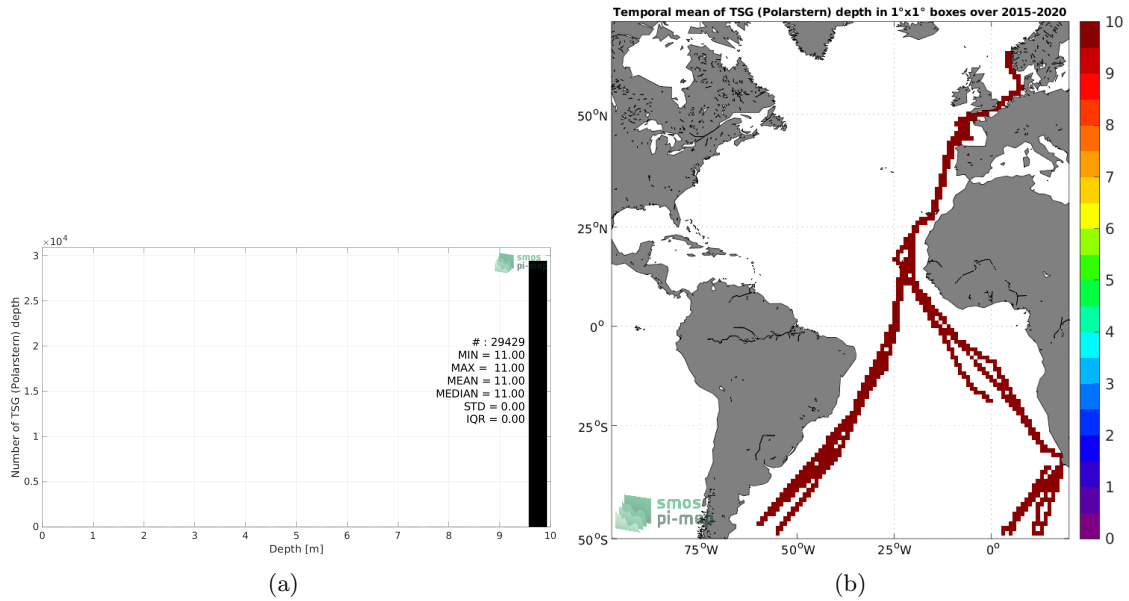 ×10⁴
3
2.5
2
1.5
1
0.5
0
Number of TSG (Polarstern) depth
smos
pi-mep
# : 29429
MIN = 11.00
MAX = 11.00
MEAN = 11.00
MEDIAN = 11.00
STD = 0.00
IQR = 0.00
0 1 2 3 4 5 6 7 8 9 10
Depth [m]
(a)
Temporal mean of TSG (Polarstern) depth in 1°x1° boxes over 2015-2020
50°N
25°N
0°
25°S
50°S
75°W 50°W 25°W 0°
smos
pi-mep
10
9
8
7
6
5
4
3
2
1
0
(b)